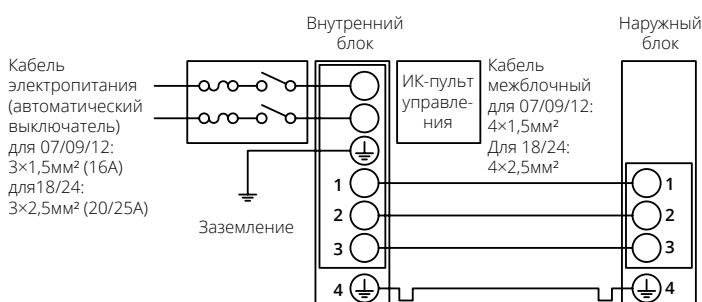 Внутренний
блок
Наружный
блок
Кабель
электропитания
(автоматический
выключатель)
для 07/09/12:
3×1,5мм² (16А)
для18/24:
3×2,5мм² (20/25А)
Заземление
ИК-пульт
управле-
ния
Кабель
межблочный
для 07/09/12:
4×1,5мм²
Для 18/24:
4×2,5мм²
1
2
3
4
1
2
3
4